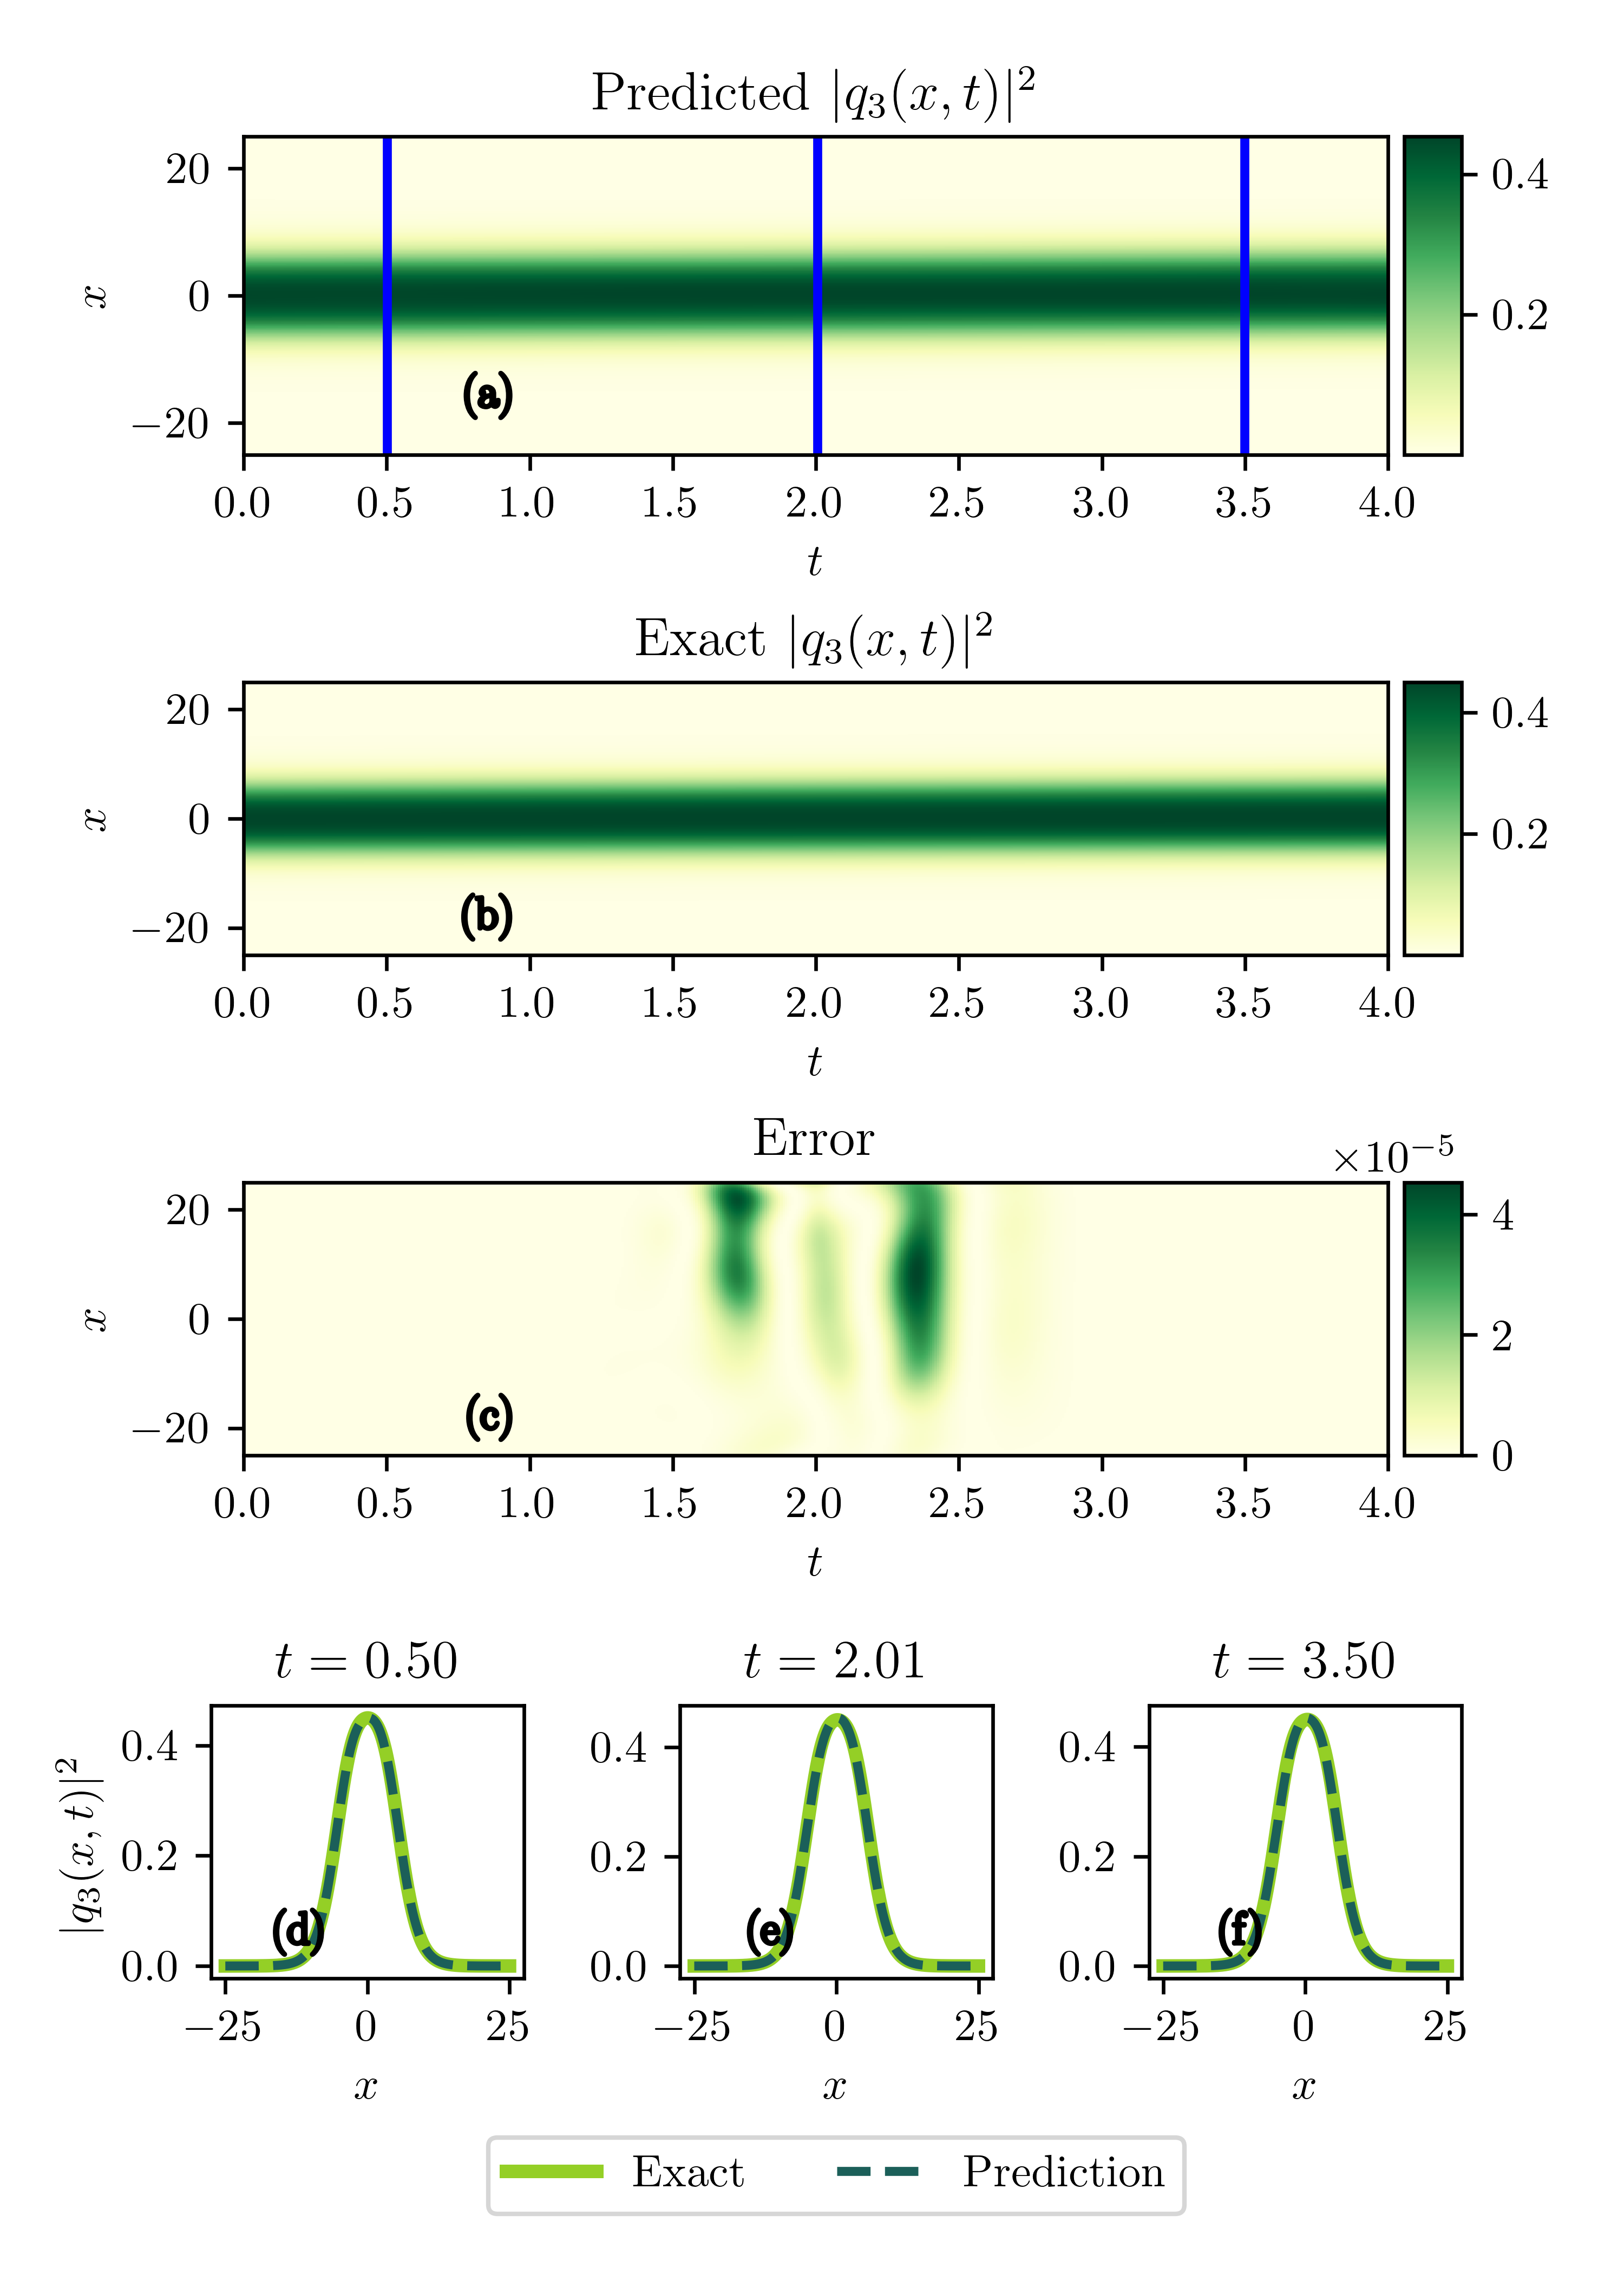 Predicted |q₃(x, t)|²
20
0
−20
x
(a)
0.4
0.2
0.0 0.5 1.0 1.5 2.0 2.5 3.0 3.5 4.0
t
Exact |q₃(x, t)|²
20
0
−20
x
(b)
0.4
0.2
0.0 0.5 1.0 1.5 2.0 2.5 3.0 3.5 4.0
t
Error
×10⁻⁵
20
0
−20
x
(c)
4
2
0
0.0 0.5 1.0 1.5 2.0 2.5 3.0 3.5 4.0
t
t = 0.50
|q₃(x, t)|²
0.4
0.2
0.0
(d)
−25 0 25
x
t = 2.01
0.4
0.2
0.0
(e)
−25 0 25
x
t = 3.50
0.4
0.2
0.0
(f)
−25 0 25
x
Exact Prediction